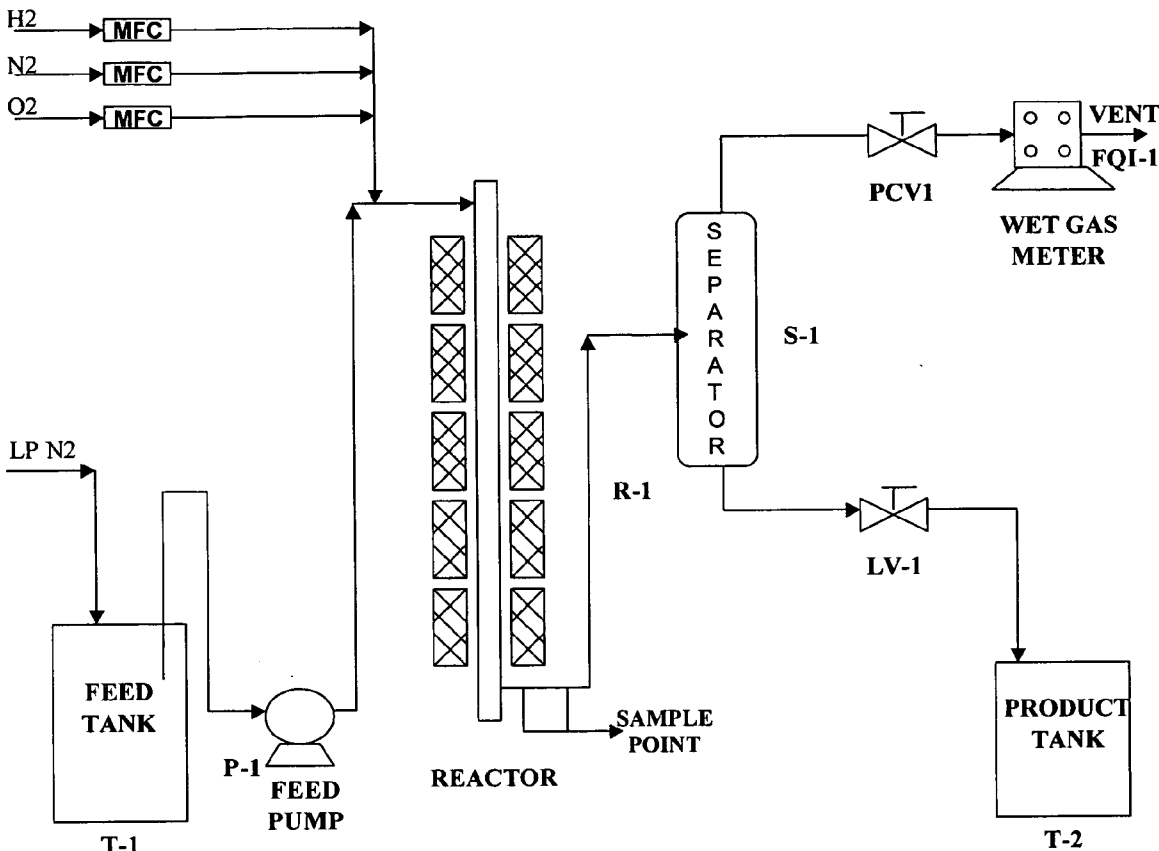 H2
MFC
N2
MFC
O2
MFC
VENT
FQI-1
PCV1
WET GAS
METER
SEPARATOR
S-1
LP N2
R-1
LV-1
FEED
TANK
SAMPLE
POINT
PRODUCT
TANK
P-1
REACTOR
FEED
PUMP
T-1
T-2